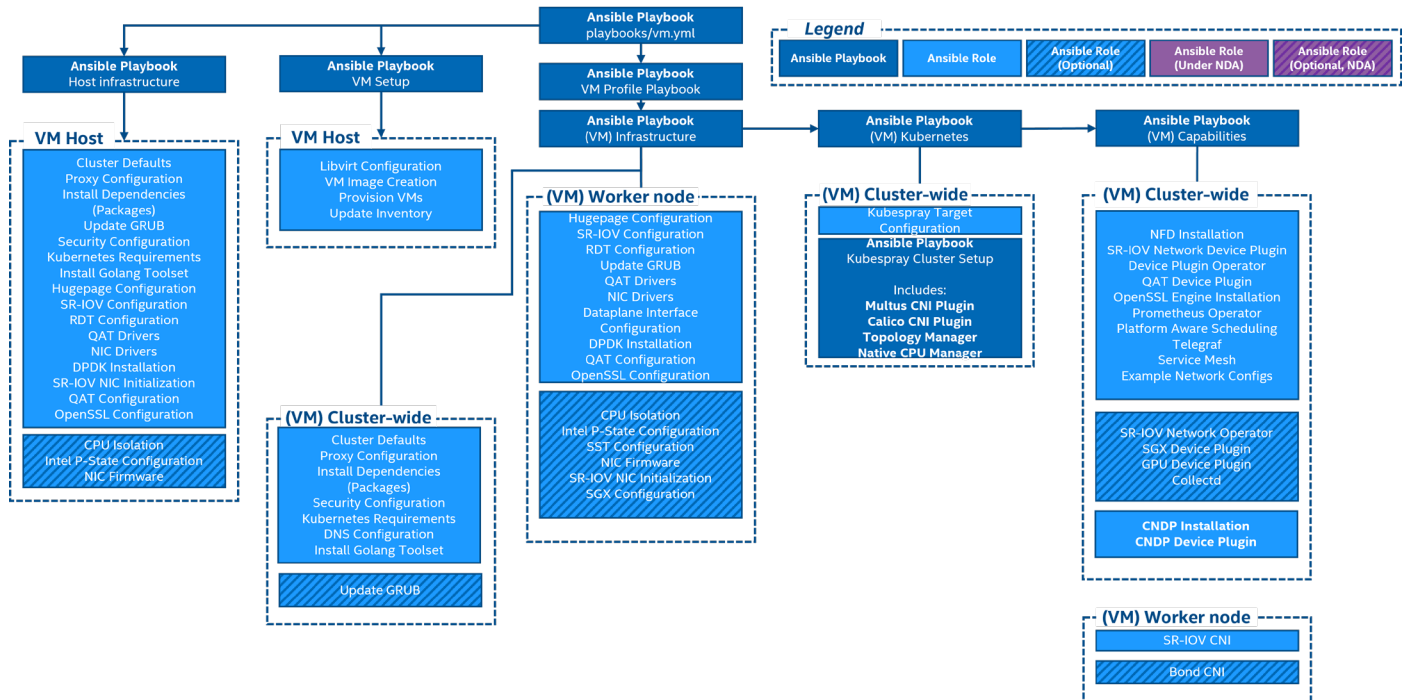 Ansible Playbook
playbooks/vm.yml
Legend
Ansible Playbook
Ansible Role
Ansible Role
(Optional)
Ansible Role
(Under NDA)
Ansible Role
(Optional, NDA)
Ansible Playbook
Host infrastructure
Ansible Playbook
VM Setup
Ansible Playbook
VM Profile Playbook
Ansible Playbook
(VM) Infrastructure
Ansible Playbook
(VM) Kubernetes
Ansible Playbook
(VM) Capabilities
VM Host
Cluster Defaults
Proxy Configuration
Install Dependencies
(Packages)
Update GRUB
Security Configuration
Kubernetes Requirements
Install Golang Toolset
Hugepage Configuration
SR-IOV Configuration
RDT Configuration
QAT Drivers
NIC Drivers
DPDK Installation
SR-IOV NIC Initialization
QAT Configuration
OpenSSL Configuration
CPU Isolation
Intel P-State Configuration
NIC Firmware
VM Host
Libvirt Configuration
VM Image Creation
Provision VMs
Update Inventory
(VM) Cluster-wide
Cluster Defaults
Proxy Configuration
Install Dependencies
(Packages)
Security Configuration
Kubernetes Requirements
DNS Configuration
Install Golang Toolset
Update GRUB
(VM) Worker node
Hugepage Configuration
SR-IOV Configuration
RDT Configuration
Update GRUB
QAT Drivers
NIC Drivers
Dataplane Interface
Configuration
DPDK Installation
QAT Configuration
OpenSSL Configuration
CPU Isolation
Intel P-State Configuration
SST Configuration
NIC Firmware
SR-IOV NIC Initialization
SGX Configuration
(VM) Cluster-wide
Kubespray Target
Configuration
Ansible Playbook
Kubespray Cluster Setup
Includes:
Multus CNI Plugin
Calico CNI Plugin
Topology Manager
Native CPU Manager
(VM) Cluster-wide
NFD Installation
SR-IOV Network Device Plugin
Device Plugin Operator
QAT Device Plugin
OpenSSL Engine Installation
Prometheus Operator
Platform Aware Scheduling
Telegraf
Service Mesh
Example Network Configs
SR-IOV Network Operator
SGX Device Plugin
GPU Device Plugin
Collectd
CNDP Installation
CNDP Device Plugin
(VM) Worker node
SR-IOV CNI
Bond CNI